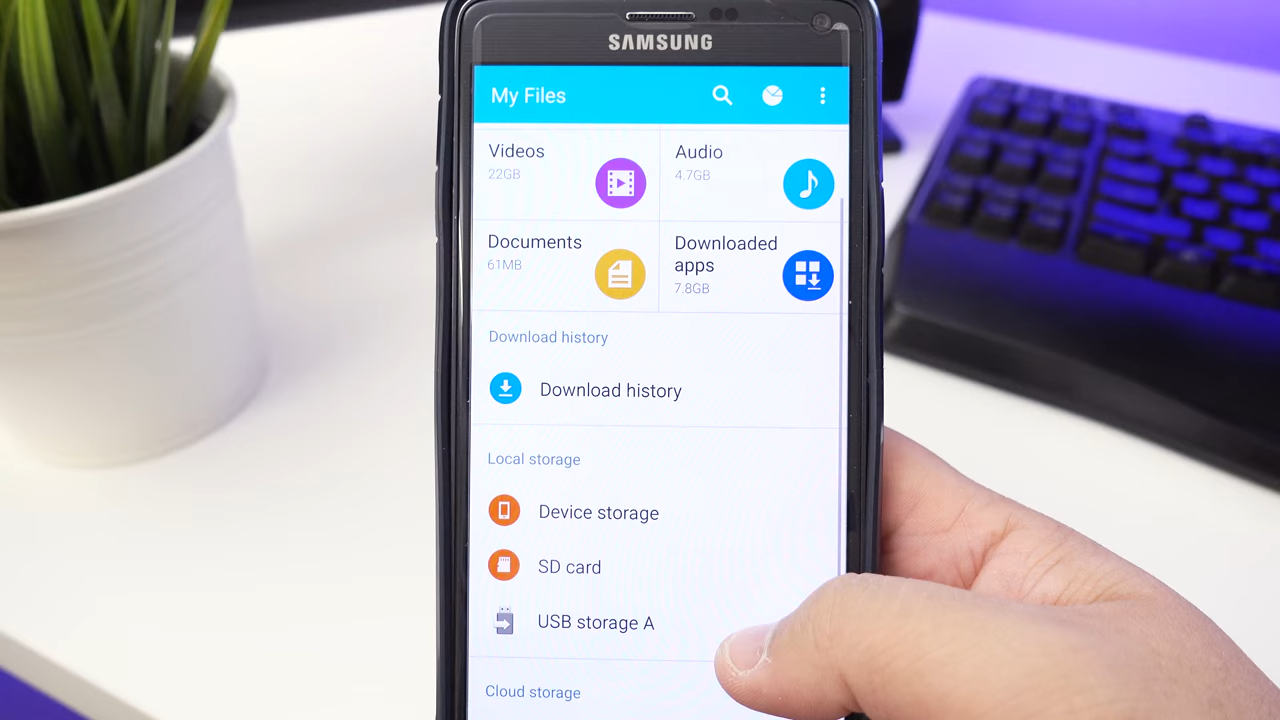 SAMSUNG
My Files
Videos
22GB
Audio
4.7GB
Documents
61MB
Downloaded
apps
7.8GB
Download history
Download history
Local storage
Device storage
SD card
USB storage A
Cloud storage